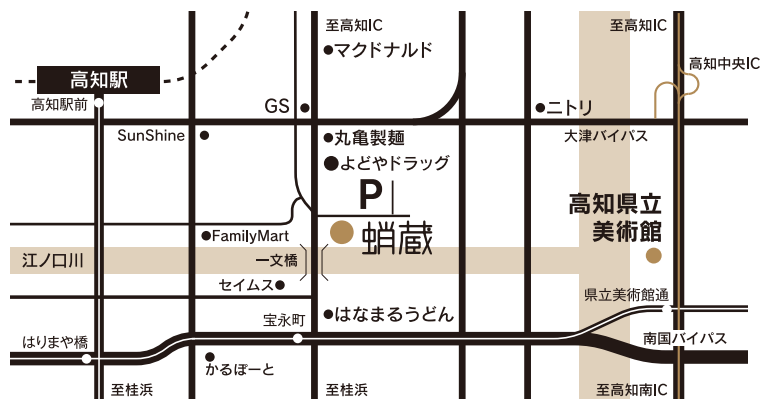 至高知IC
至高知IC
マクドナルド
高知中央IC
高知駅
高知駅前
GS
ニトリ
SunShine
丸亀製麺
大津バイパス
よどやドラッグ
P
高知県立
美術館
FamilyMart
蛸蔵
江ノ口川
一文橋
セイムス
県立美術館通
はなまるうどん
宝永町
はりまや橋
南国バイパス
かるぽーと
至桂浜
至桂浜
至高知南IC